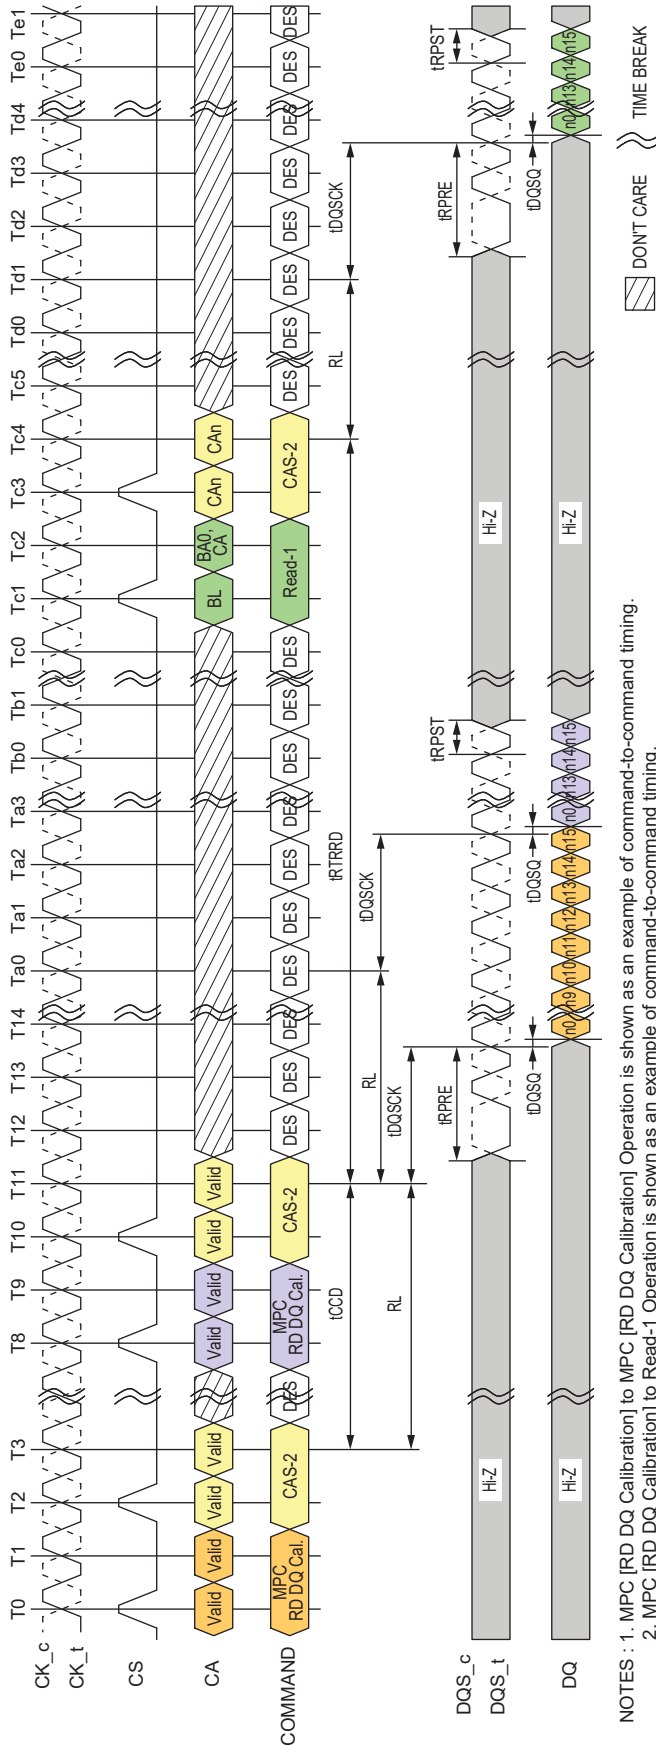 T0 T1 T2 T3 T8 T9 T10 T11 T12 T13 T14 Ta0 Ta1 Ta2 Ta3 Tb0 Tb1 Tc0 Tc1 Tc2 Tc3 Tc4 Tc5 Td0 Td1 Td2 Td3 Td4 Te0 Te1
CK_c
CK_t
CS
CA Valid Valid Valid Valid Valid Valid Valid Valid BL BA0, CA CAn CAn
COMMAND MPC RD DQ Cal. CAS-2 DES MPC RD DQ Cal. CAS-2 DES DES DES DES DES DES DES DES DES DES Read-1 CAS-2 DES DES DES DES DES DES DES DES
tCCD tRTRRD RL tDQSCK
RL tDQSCK
RL tDQSCK
tRPRE tRPST tRPRE tRPST
DQS_c
DQS_t
Hi-Z Hi-Z
tDQSQ tDQSQ tDQSQ
DQ Hi-Z n0 n9 n10 n11 n12 n13 n14 n15 n0 n13 n14 n15 Hi-Z n0 n13 n14 n15
DON'T CARE TIME BREAK
NOTES : 1. MPC [RD DQ Calibration] to MPC [RD DQ Calibration] Operation is shown as an example of command-to-command timing.
2. MPC [RD DQ Calibration] to Read-1 Operation is shown as an example of command-to-command timing.